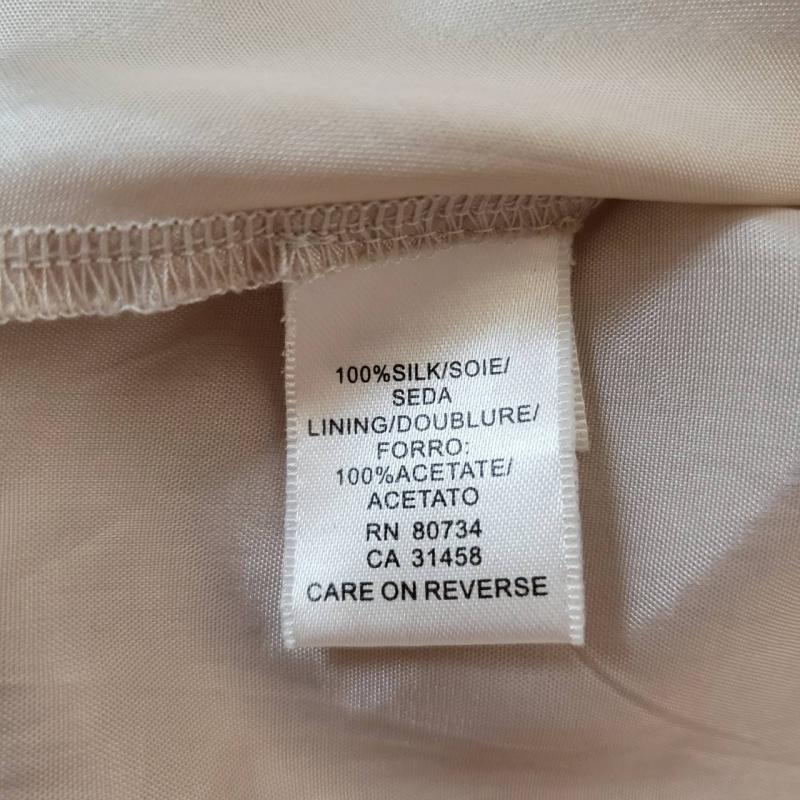 100%SILK/SOIE/
SEDA
LINING/DOUBLURE/
FORRO:
100%ACETATE/
ACETATO
RN 80734
CA 31458
CARE ON REVERSE